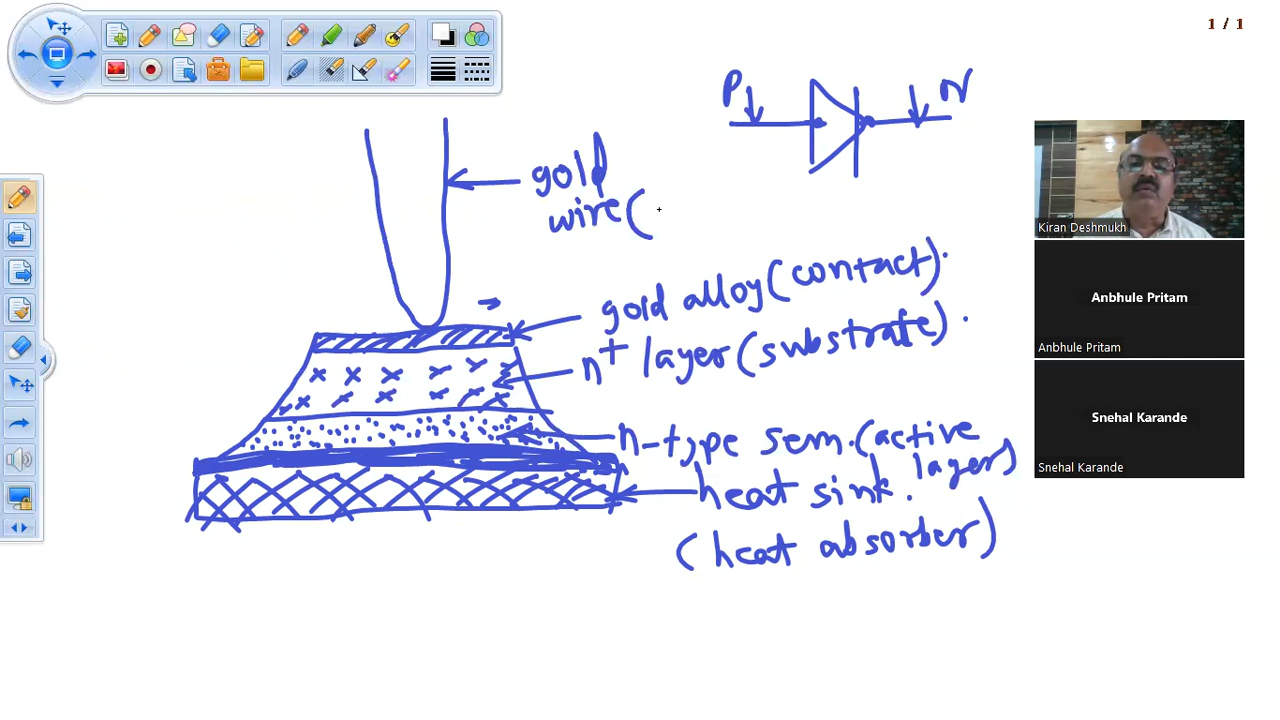 1 / 1
P
N
gold
wire (
gold alloy (contact).
n+ layer (substrate).
n-type sem. (active
layer)
heat sink.
(heat absorber)
Kiran Deshmukh
Anbhule Pritam
Anbhule Pritam
Snehal Karande
Snehal Karande